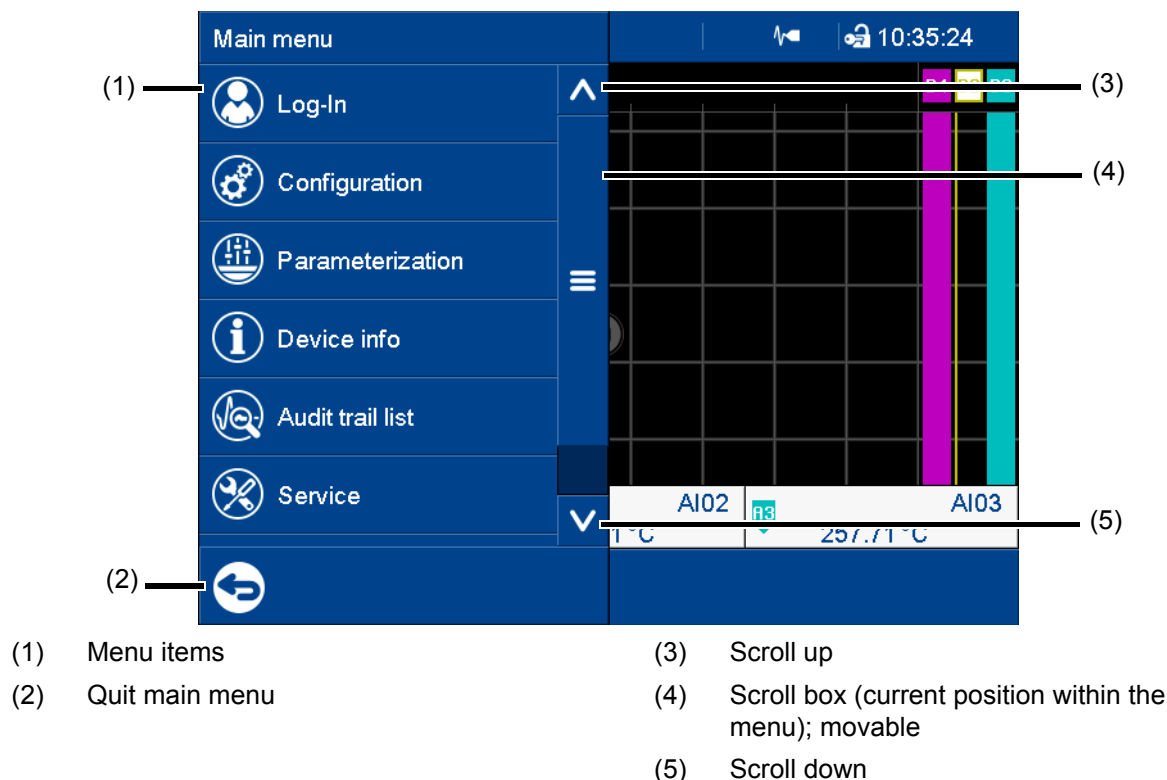 Main menu
10:35:24
(1)
Log-In
(3)
Configuration
(4)
Parameterization
Device info
Audit trail list
Service
AI02
AI03
1 °C
257.71 °C
(5)
(2)
(1) Menu items
(2) Quit main menu
(3) Scroll up
(4) Scroll box (current position within the
menu); movable
(5) Scroll down